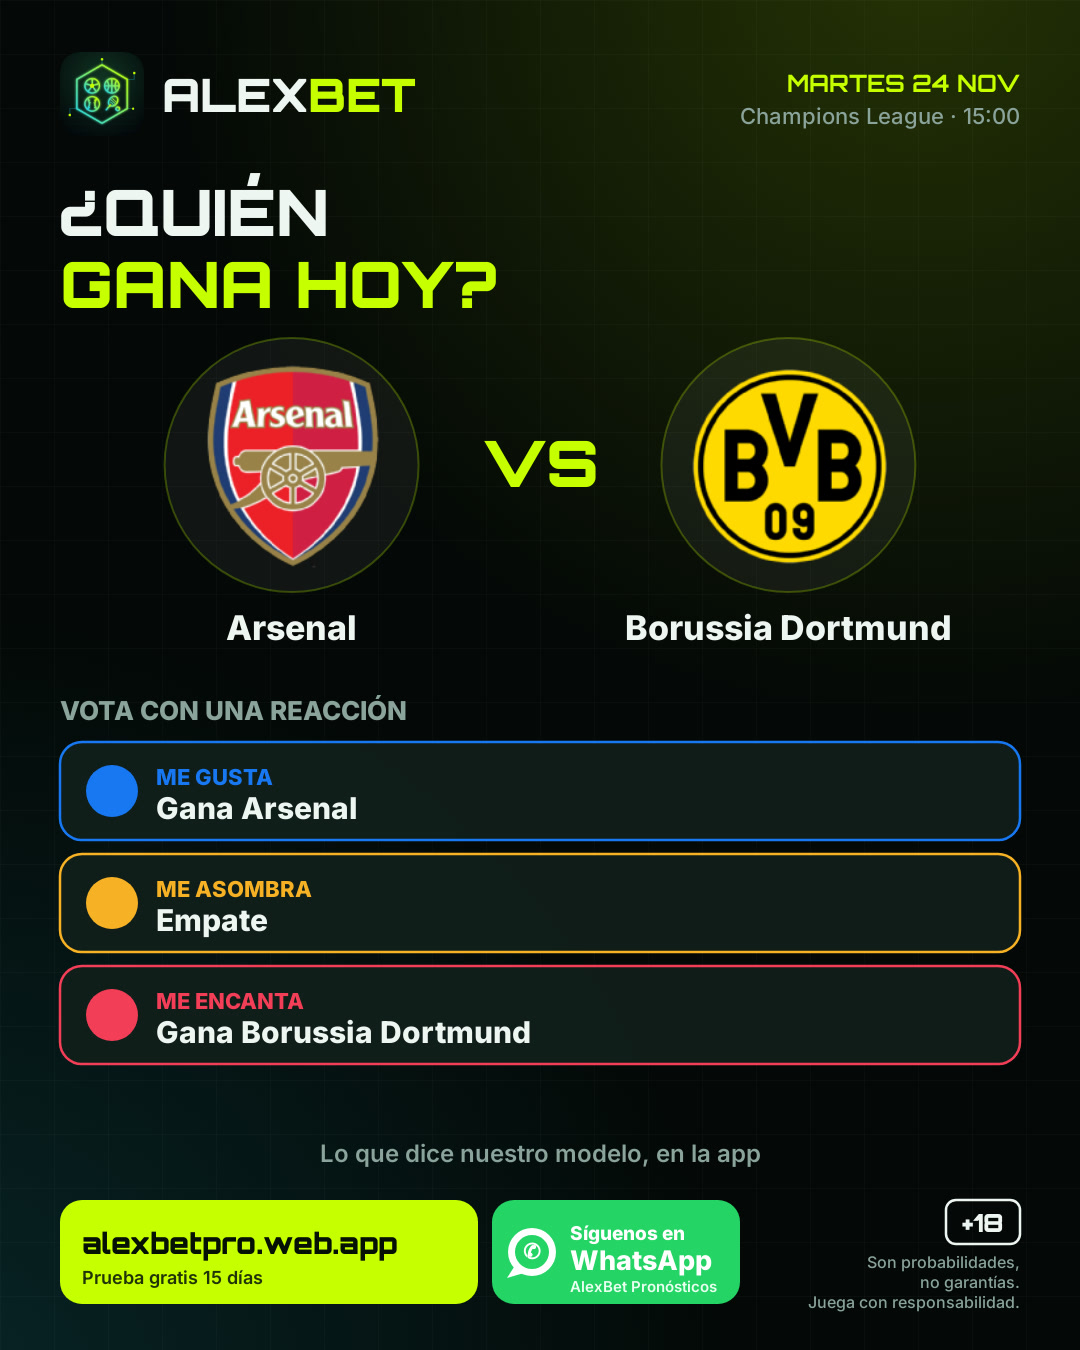 ALEXBET
MARTES 24 NOV
Champions League · 15:00
¿QUIÉN
GANA HOY?
Arsenal
VS
BVB
09
Arsenal
Borussia Dortmund
VOTA CON UNA REACCIÓN
ME GUSTA
Gana Arsenal
ME ASOMBRA
Empate
ME ENCANTA
Gana Borussia Dortmund
Lo que dice nuestro modelo, en la app
alexbetpro.web.app
Prueba gratis 15 días
Síguenos en
WhatsApp
AlexBet Pronósticos
+18
Son probabilidades,
no garantías.
Juega con responsabilidad.